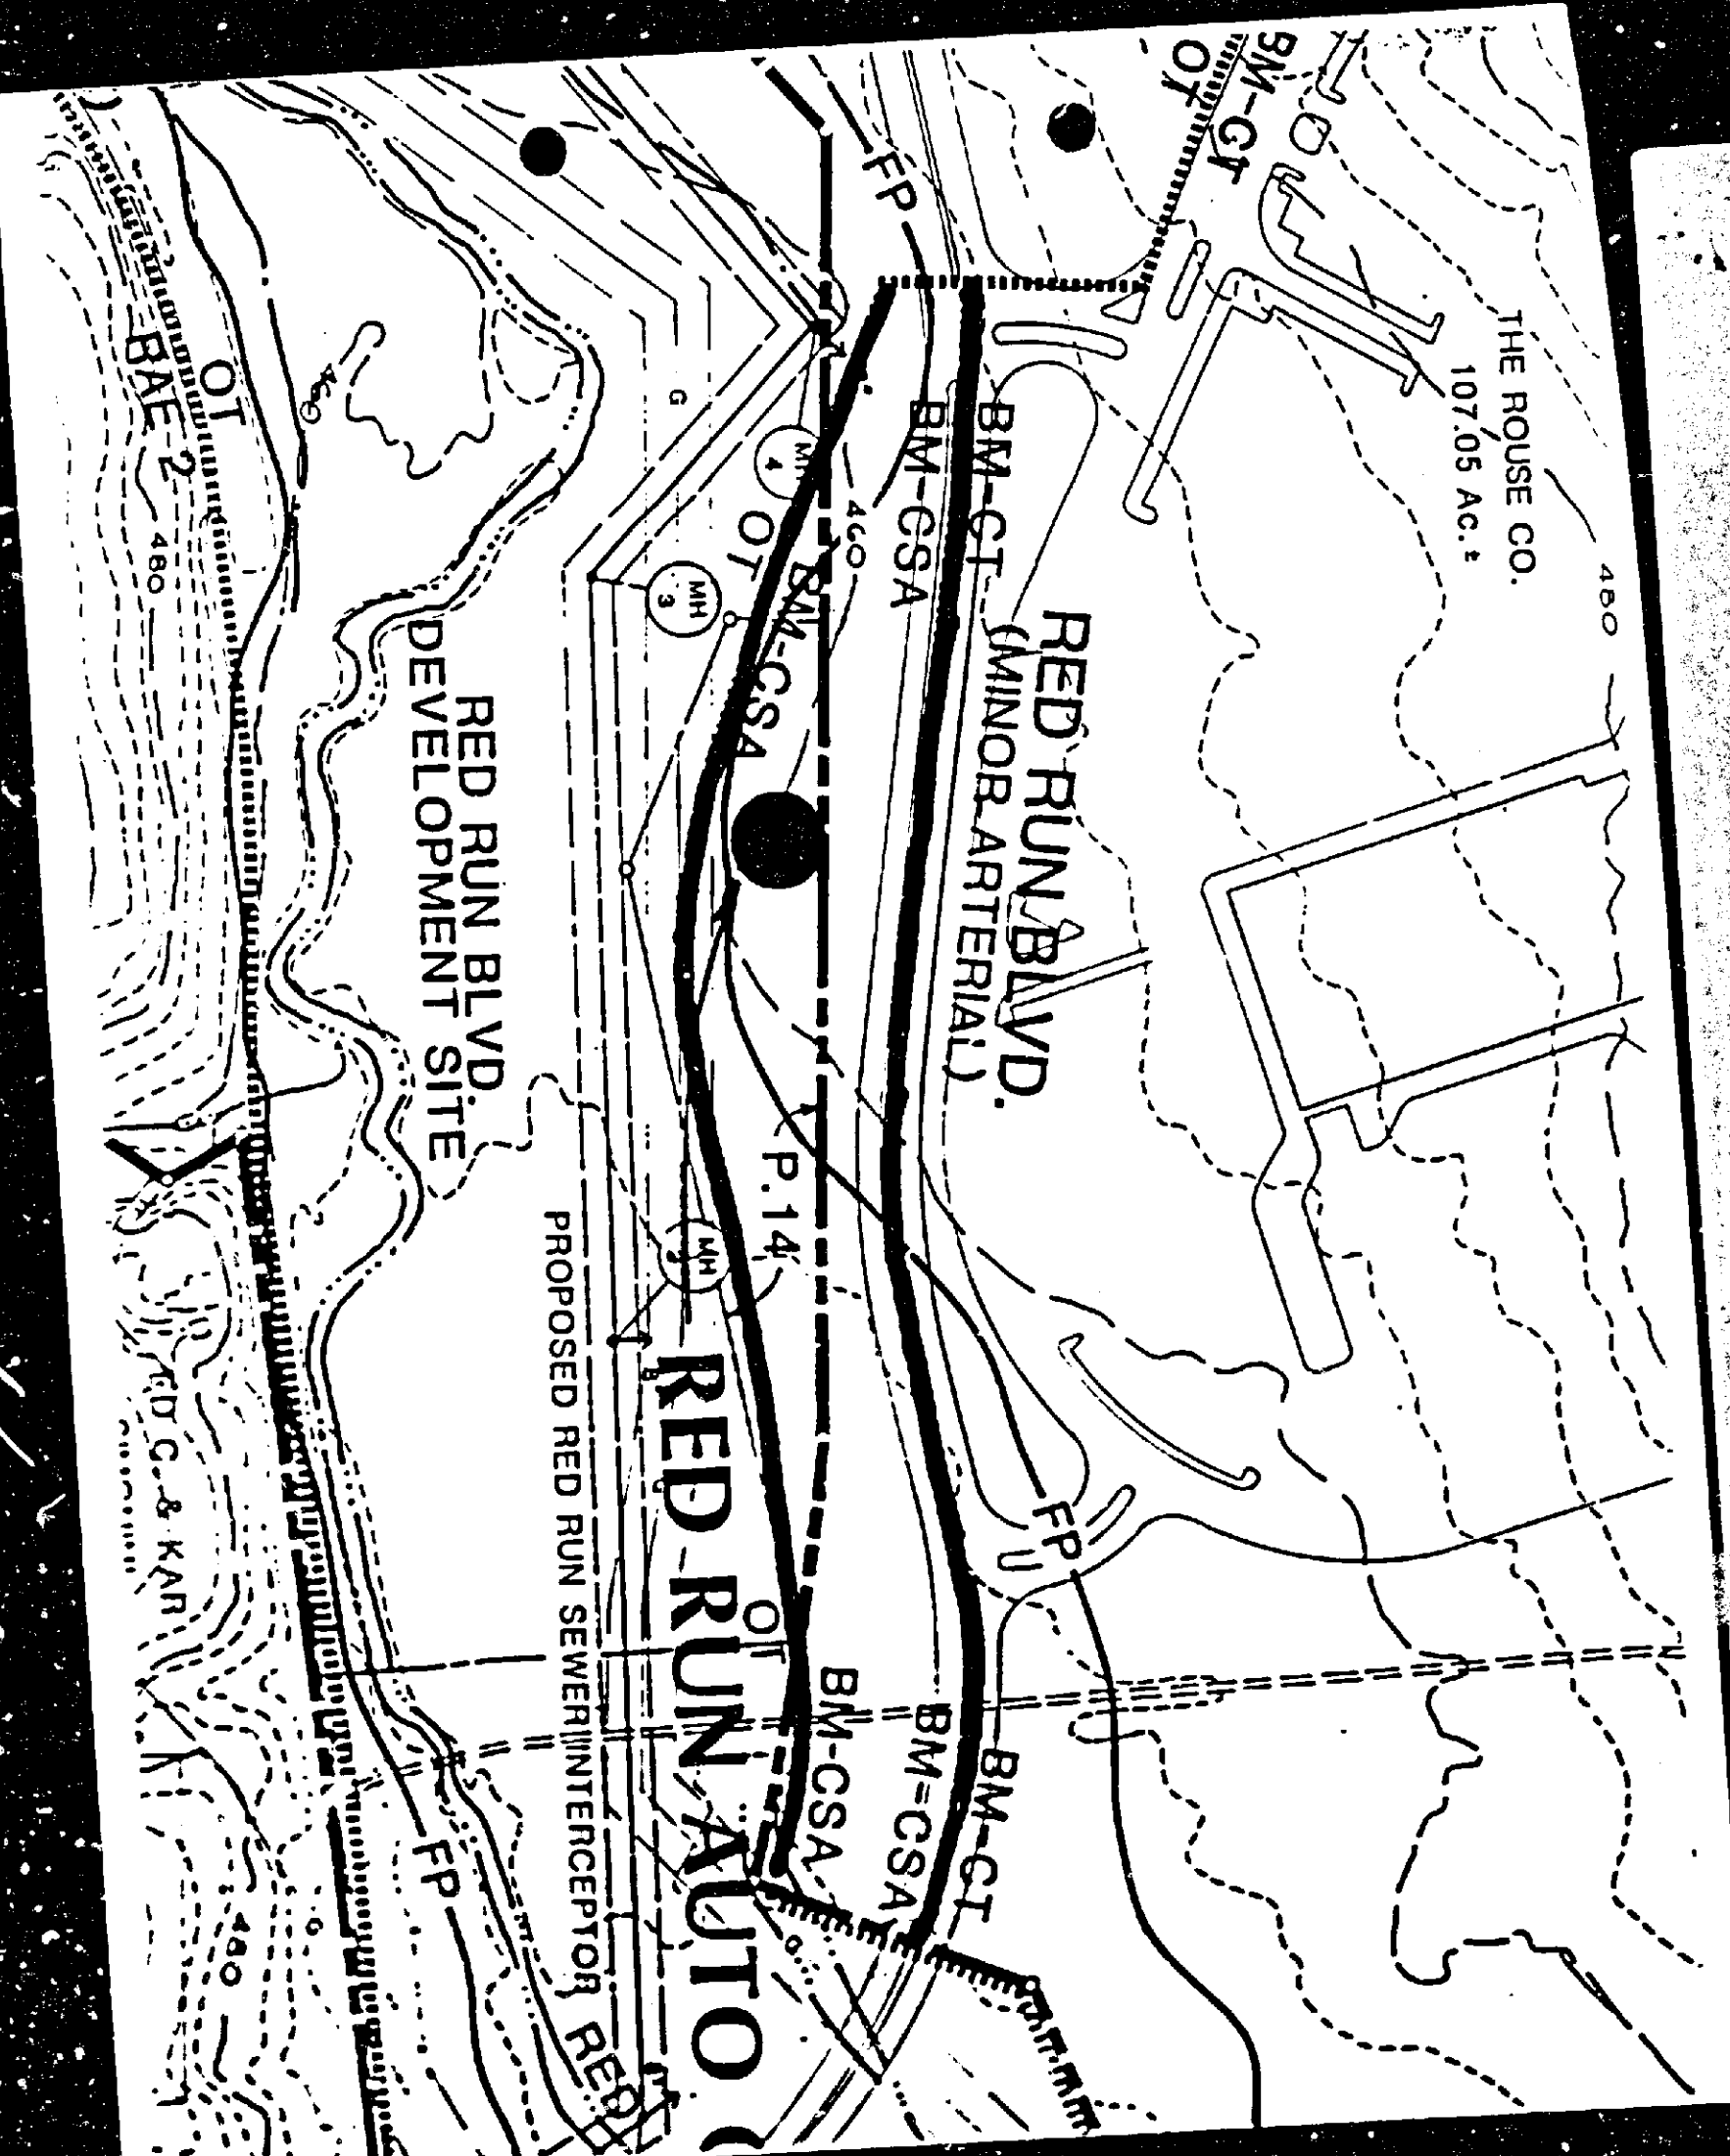 BM-CT
OT
FP
THE ROUSE CO.
107.05 Ac.±
480
BM-CT
BM-CSA
460
RED RUN BLVD.
(MINOR ARTERIAL)
MH
4
OT
BM-CSA
MH
3
G
OT
BAE-2
480
RED RUN BLVD.
DEVELOPMENT SITE
P.14
MH
PROPOSED RED RUN SEWER INTERCEPTOR
RED RUN AUTO (
FP
OT
BM-CSA
BM-CSA
BM-CT
FP
C. & KAR
480
RED